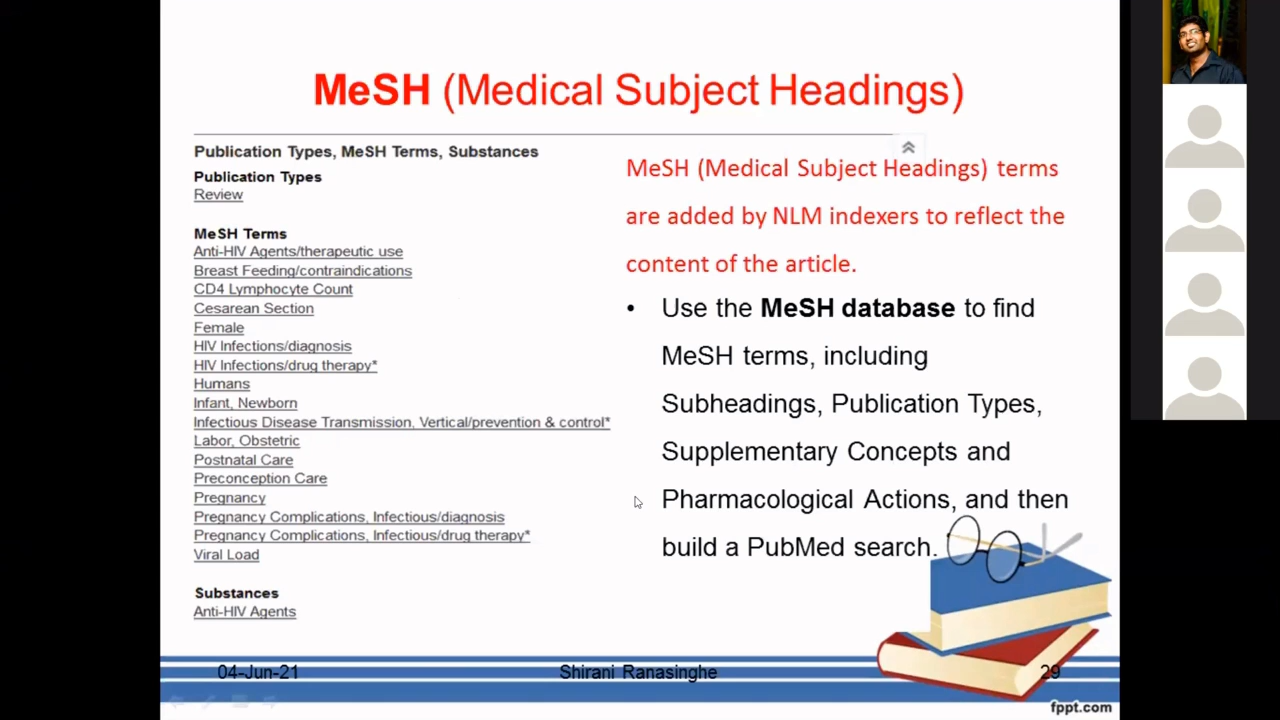 MeSH (Medical Subject Headings)
Publication Types, MeSH Terms, Substances
Publication Types
Review
MeSH Terms
Anti-HIV Agents/therapeutic use
Breast Feeding/contraindications
CD4 Lymphocyte Count
Cesarean Section
Female
HIV Infections/diagnosis
HIV Infections/drug therapy*
Humans
Infant, Newborn
Infectious Disease Transmission, Vertical/prevention & control*
Labor, Obstetric
Postnatal Care
Preconception Care
Pregnancy
Pregnancy Complications, Infectious/diagnosis
Pregnancy Complications, Infectious/drug therapy*
Viral Load
Substances
Anti-HIV Agents
MeSH (Medical Subject Headings) terms
are added by NLM indexers to reflect the
content of the article.
• Use the MeSH database to find
MeSH terms, including
Subheadings, Publication Types,
Supplementary Concepts and
Pharmacological Actions, and then
build a PubMed search.
04-Jun-21
Shirani Ranasinghe
29
fppt.com